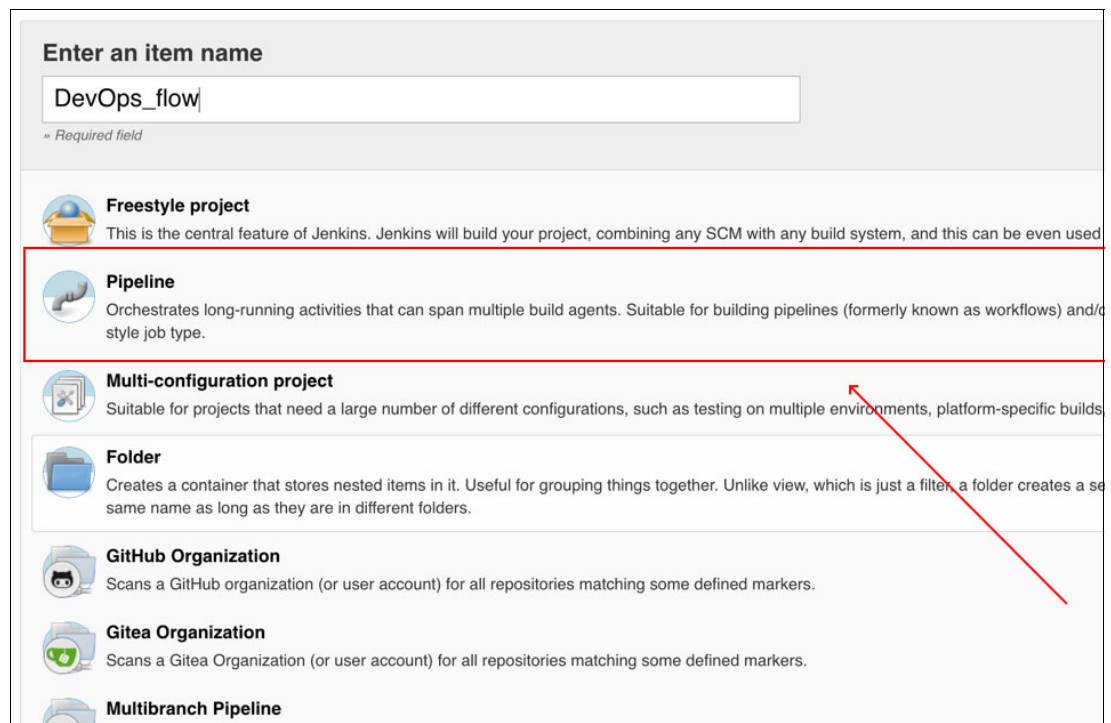 Enter an item name
DevOps_flow
» Required field
Freestyle project
This is the central feature of Jenkins. Jenkins will build your project, combining any SCM with any build system, and this can be even used
Pipeline
Orchestrates long-running activities that can span multiple build agents. Suitable for building pipelines (formerly known as workflows) and/o
style job type.
Multi-configuration project
Suitable for projects that need a large number of different configurations, such as testing on multiple environments, platform-specific builds,
Folder
Creates a container that stores nested items in it. Useful for grouping things together. Unlike view, which is just a filter, a folder creates a se
same name as long as they are in different folders.
GitHub Organization
Scans a GitHub organization (or user account) for all repositories matching some defined markers.
Gitea Organization
Scans a Gitea Organization (or user account) for all repositories matching some defined markers.
Multibranch Pipeline